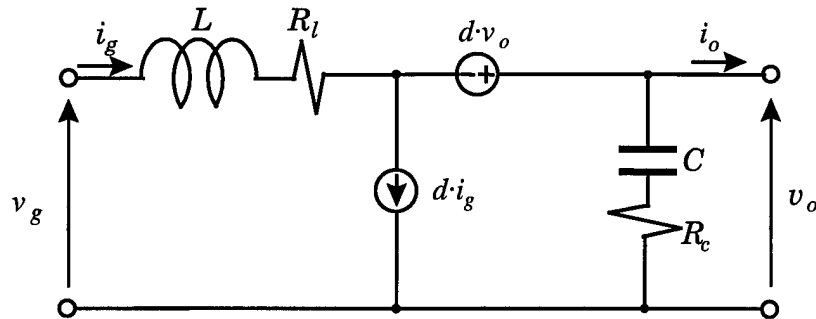 i_g
L
R_l
d·v_o
i_o
+
C
d·i_g
v_g
R_c
v_o